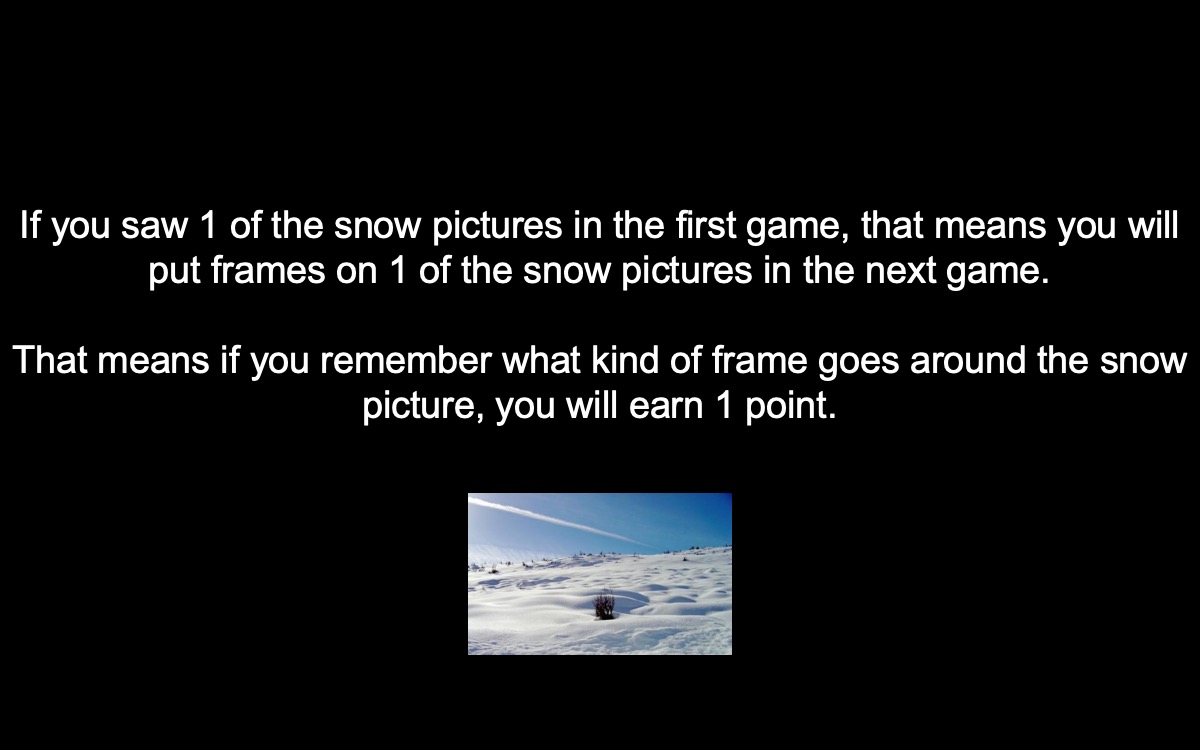 If you saw 1 of the snow pictures in the first game, that means you will
put frames on 1 of the snow pictures in the next game.
That means if you remember what kind of frame goes around the snow
picture, you will earn 1 point.